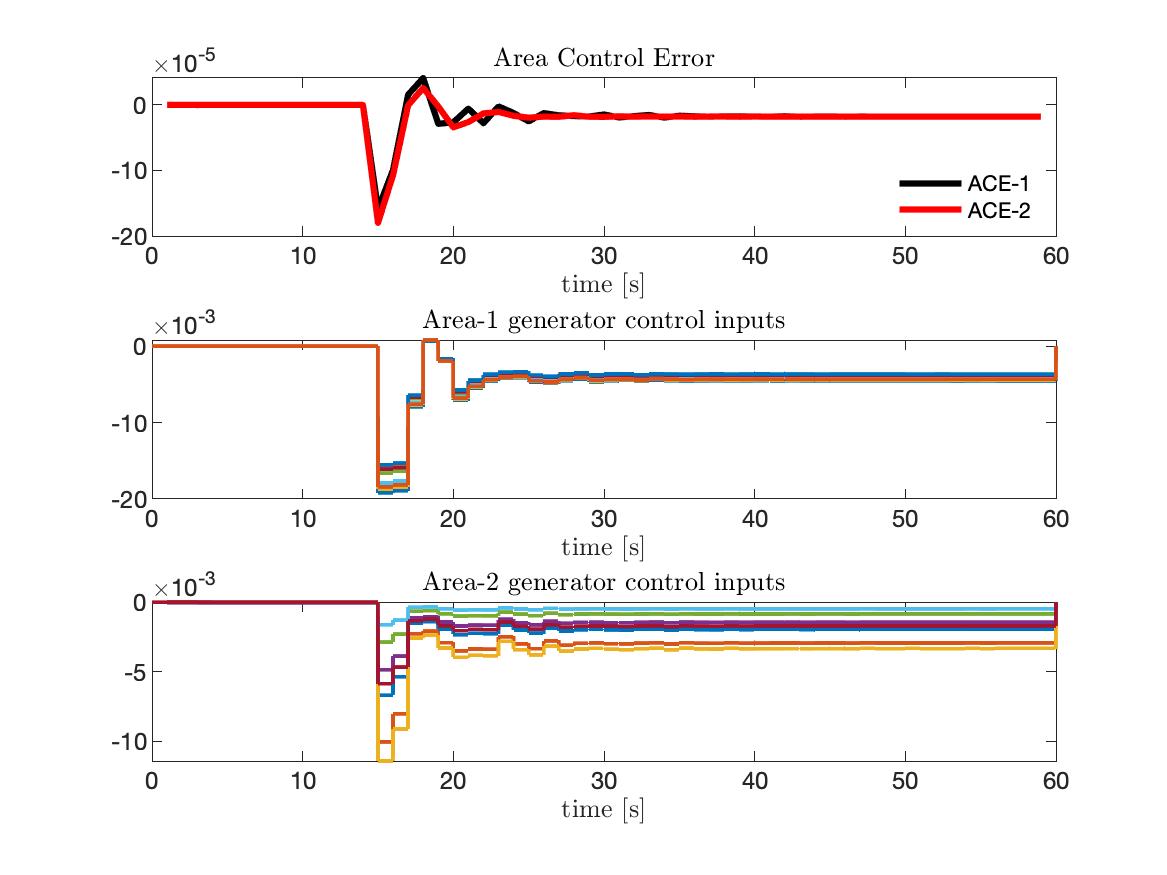 Area Control Error
×10-5
0
-10
-20
0 10 20 30 40 50 60
time [s]
ACE-1
ACE-2
Area-1 generator control inputs
×10-3
0
-10
-20
0 10 20 30 40 50 60
time [s]
Area-2 generator control inputs
×10-3
0
-5
-10
0 10 20 30 40 50 60
time [s]